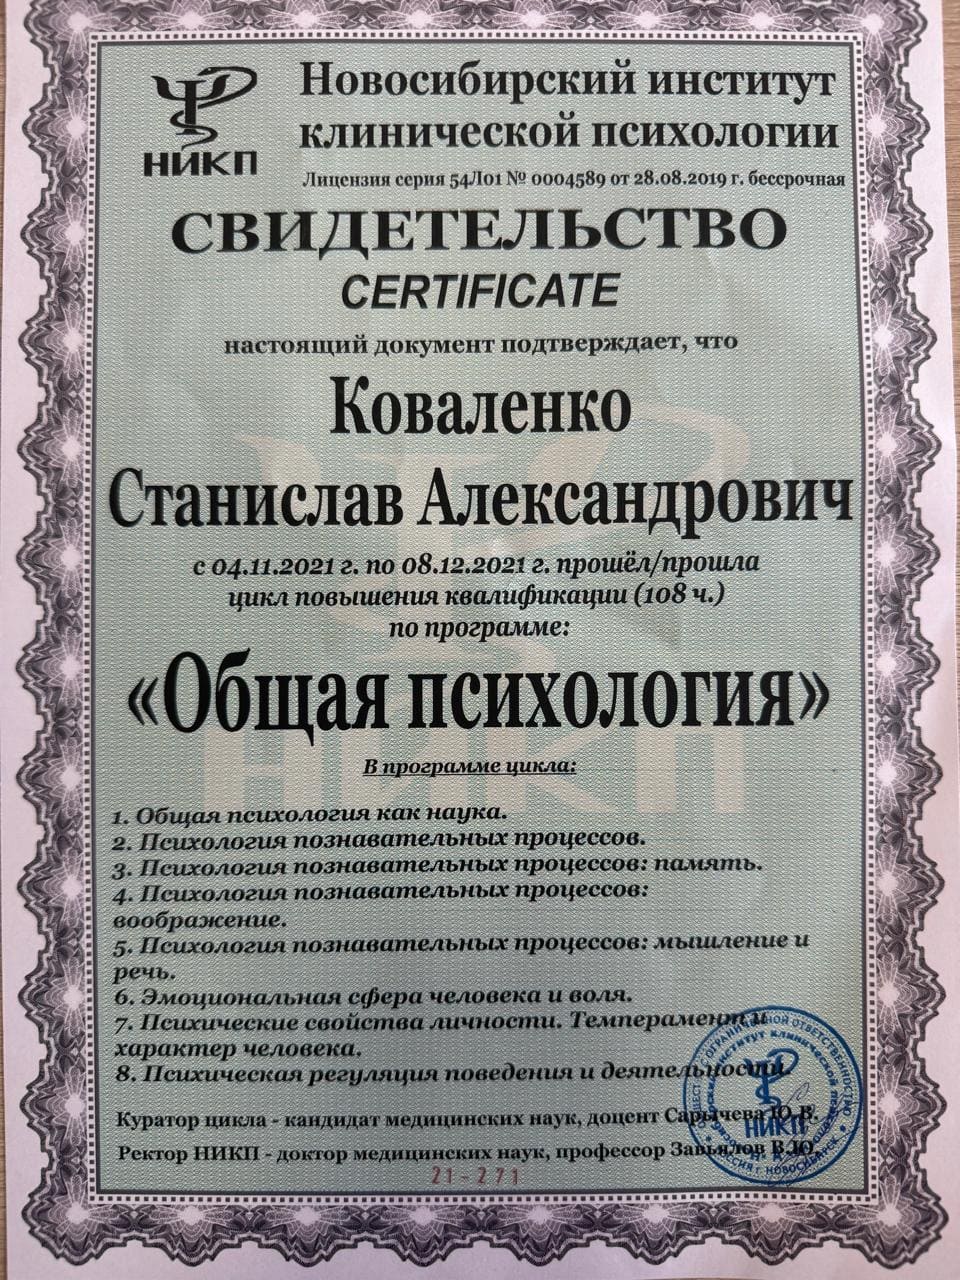 НИКП
Новосибирский институт
клинической психологии
Лицензия серия 54Л01 № 0004589 от 28.08.2019 г. бессрочная
СВИДЕТЕЛЬСТВО
CERTIFICATE
настоящий документ подтверждает, что
Коваленко
Станислав Александрович
с 04.11.2021 г. по 08.12.2021 г. прошёл/прошла
цикл повышения квалификации (108 ч.)
по программе:
«Общая психология»
В программе цикла:
1. Общая психология как наука.
2. Психология познавательных процессов.
3. Психология познавательных процессов: память.
4. Психология познавательных процессов:
воображение.
5. Психология познавательных процессов: мышление и
речь.
6. Эмоциональная сфера человека и воля.
7. Психические свойства личности. Темперамент и
характер человека.
8. Психическая регуляция поведения и деятельности.
Куратор цикла - кандидат медицинских наук, доцент Сарычева Ю.В.
Ректор НИКП - доктор медицинских наук, профессор Завьялов В.Ю.
21-271
НИКП